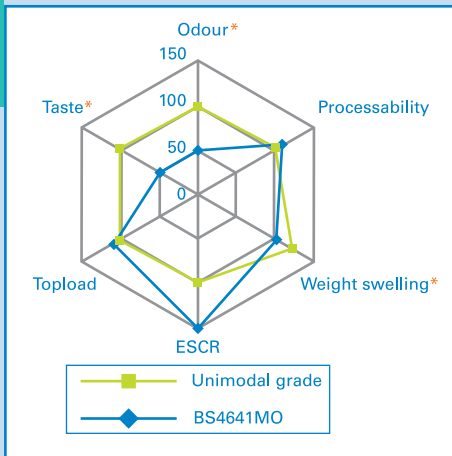 Odour*
150
Taste*
100
Processability
50
0
Topload
Weight swelling*
ESCR
Unimodal grade
BS4641MO